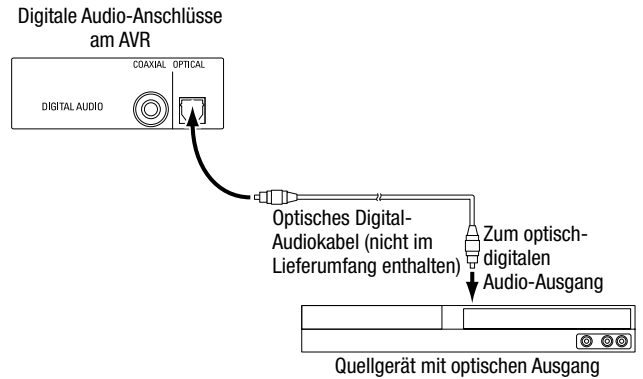 Digitale Audio-Anschlüsse
am AVR
COAXIAL OPTICAL
DIGITAL AUDIO
Optisches Digital-
Audiokabel (nicht im
Lieferumfang enthalten)
Zum optisch-
digitalen
Audio-Ausgang
Quellgerät mit optischen Ausgang